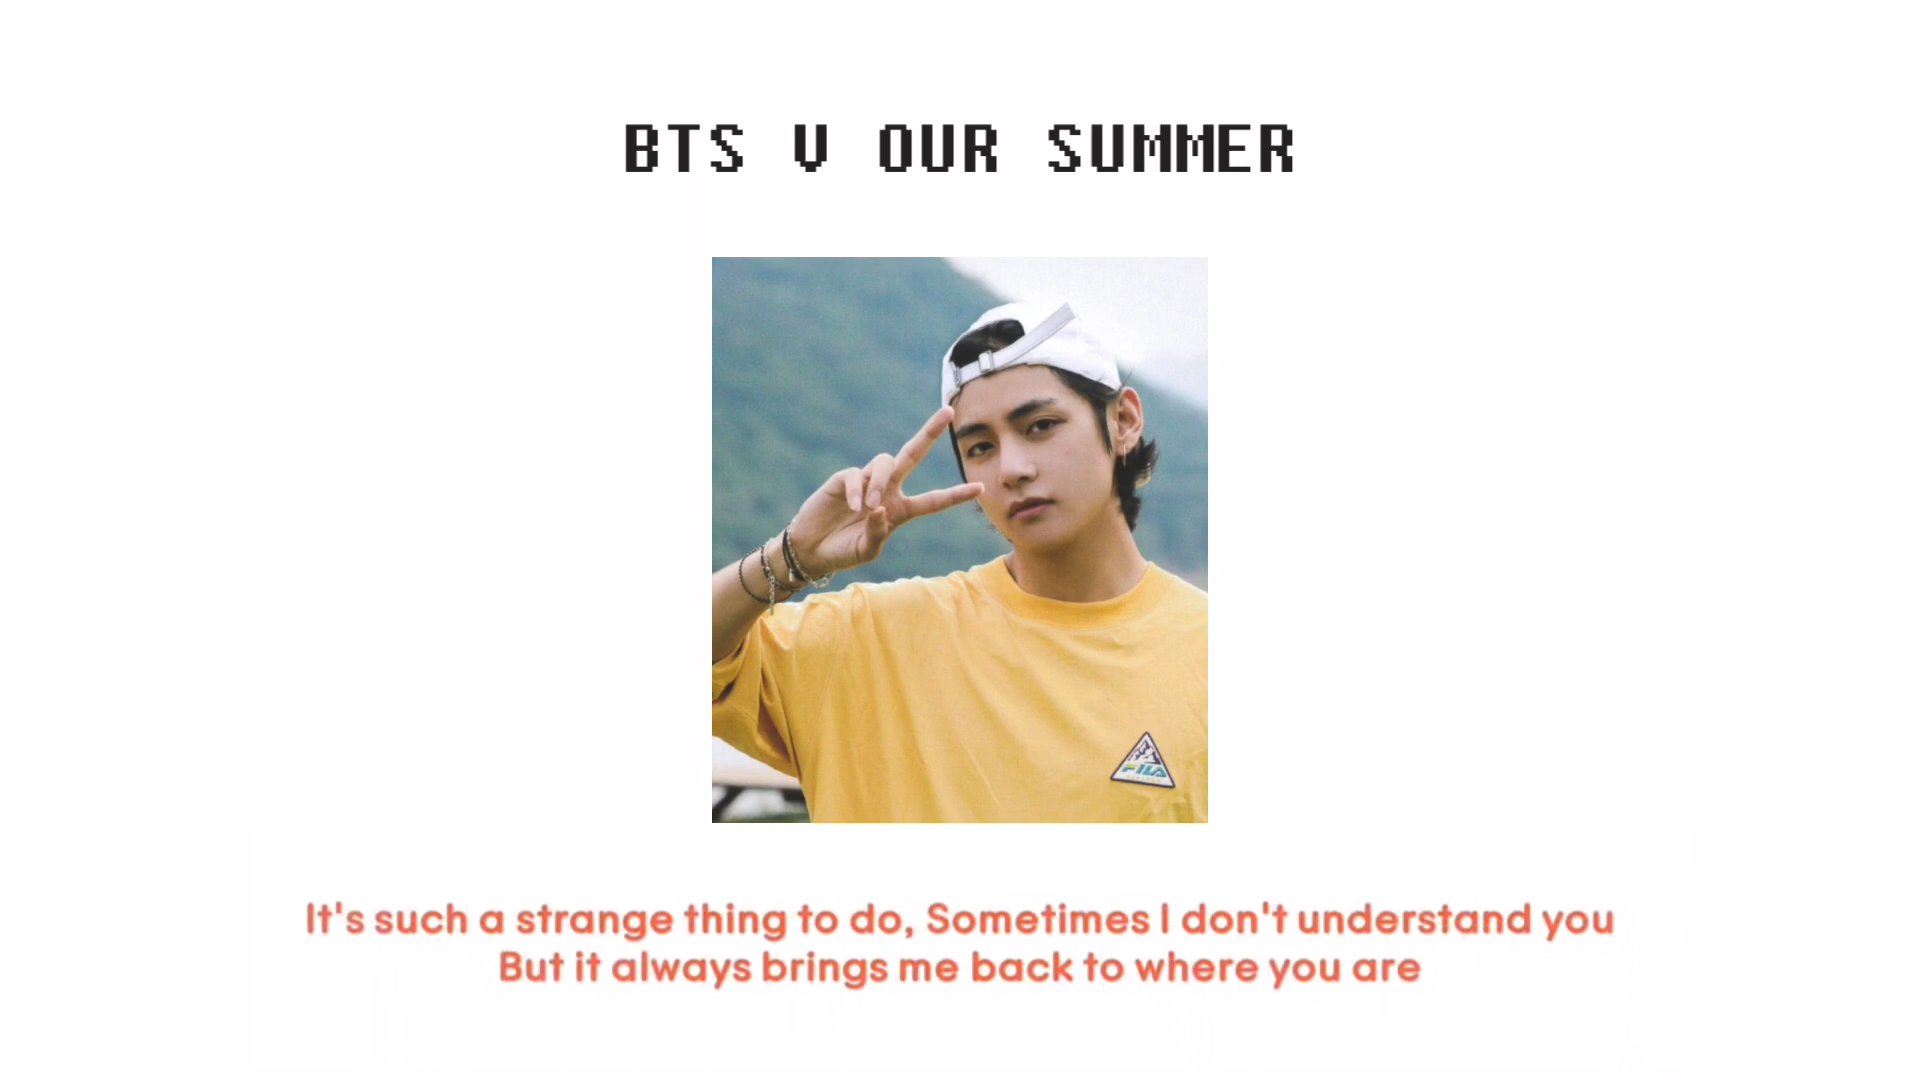 BTS V OUR SUMMER
FILA
It's such a strange thing to do, Sometimes I don't understand you
But it always brings me back to where you are